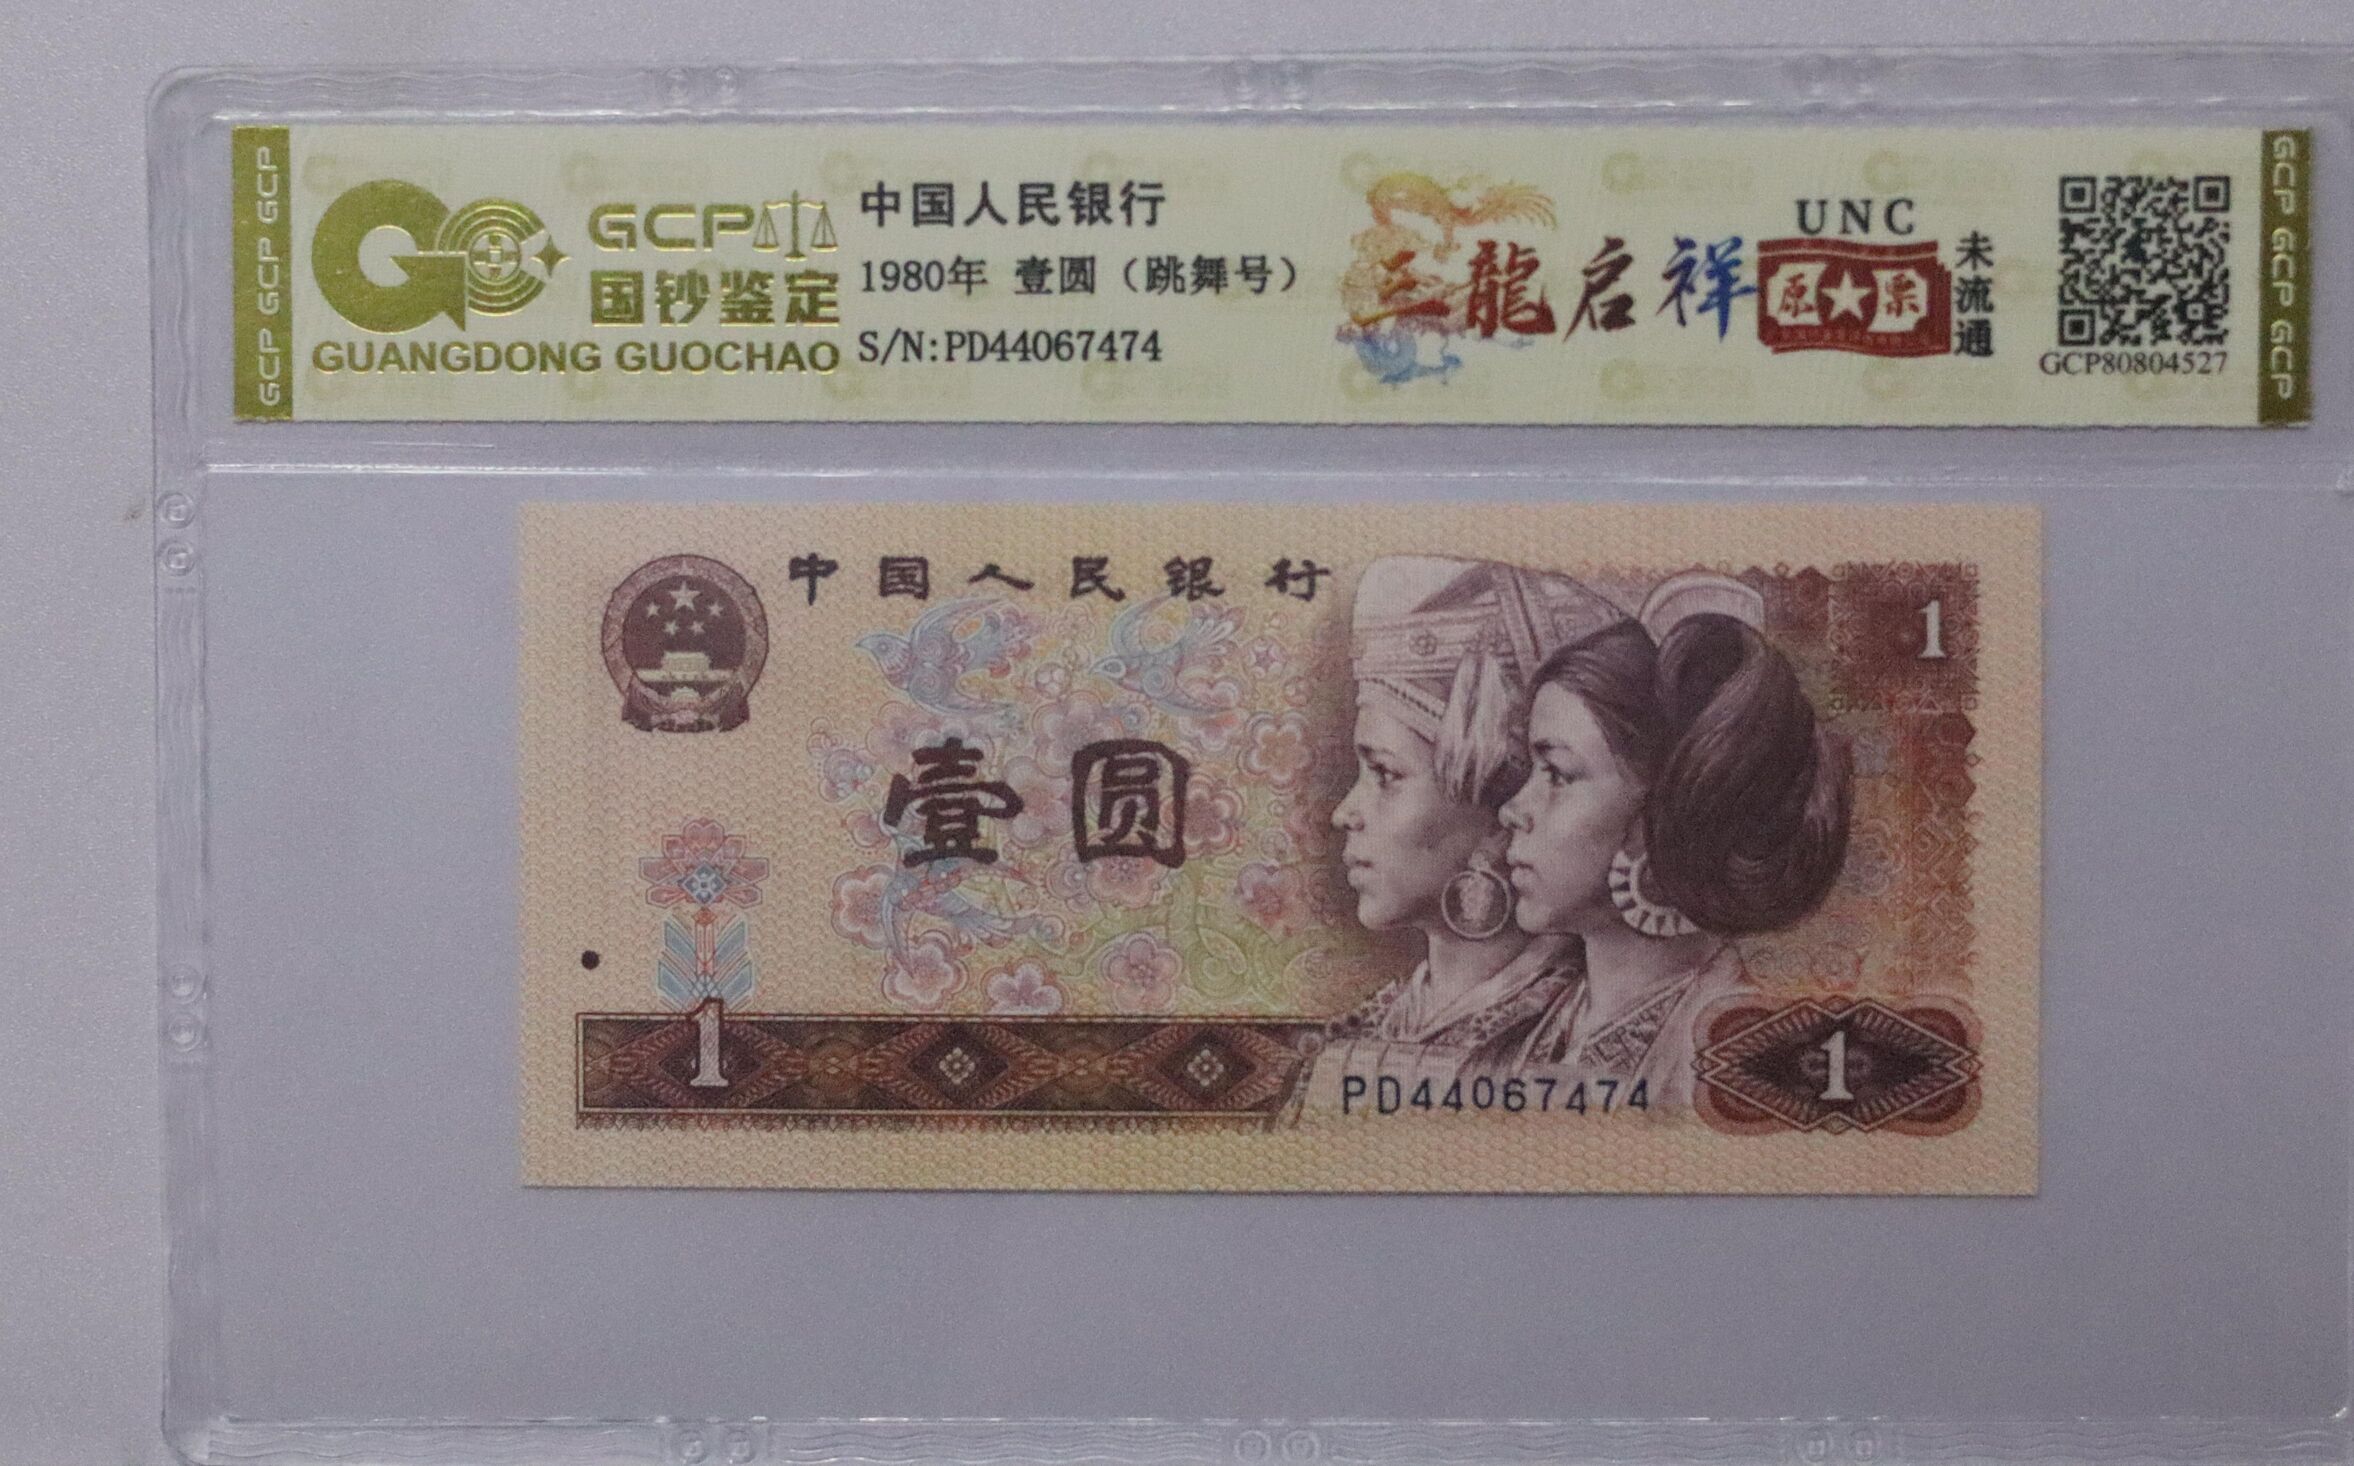 GCP GCP GCP
GCP
国钞鉴定
GUANGDONG GUOCHAO
中国人民银行
1980年 壹圆（跳舞号）
S/N:PD44067474
三龍启祥
UNC
原★票
未流通
GCP80804527
GCP GCP GCP
中国人民银行
1
壹圆
1
1
PD44067474